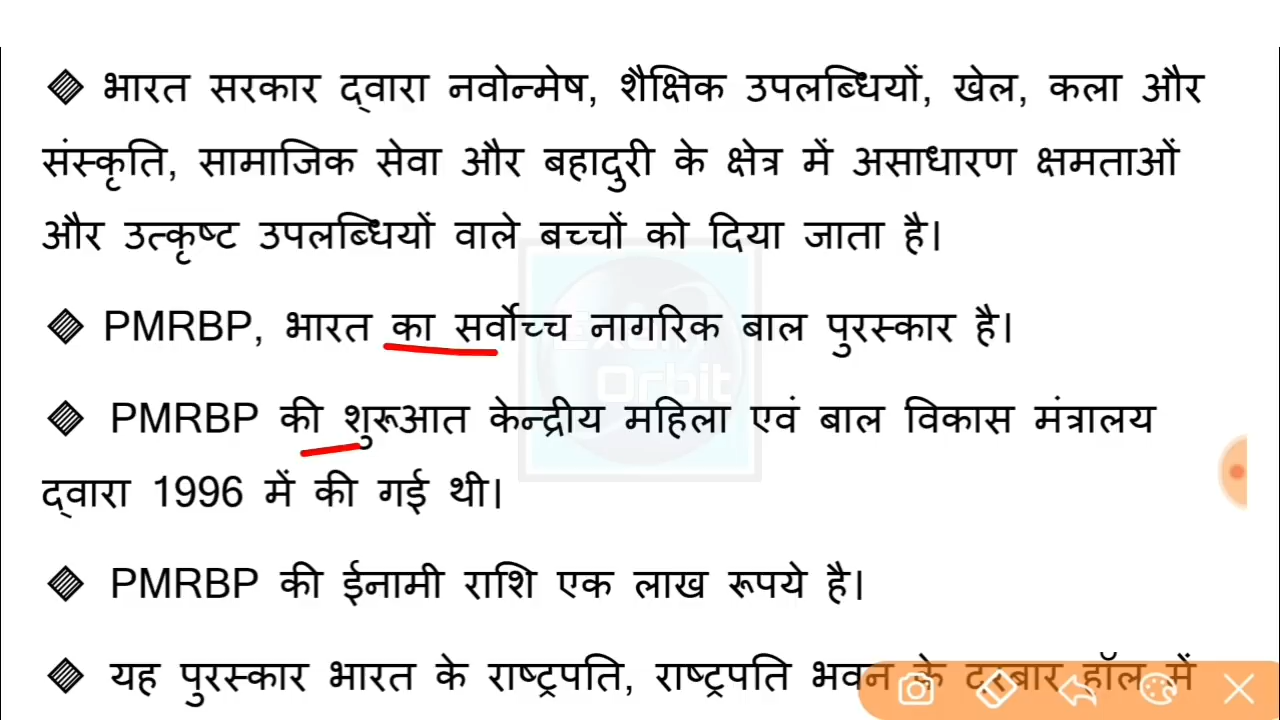 भारत सरकार द्वारा नवोन्मेष, शैक्षिक उपलब्धियों, खेल, कला और
संस्कृति, सामाजिक सेवा और बहादुरी के क्षेत्र में असाधारण क्षमताओं
और उत्कृष्ट उपलब्धियों वाले बच्चों को दिया जाता है।
PMRBP, भारत का सर्वोच्च नागरिक बाल पुरस्कार है।
Exam
Orbit
PMRBP की शुरूआत केन्द्रीय महिला एवं बाल विकास मंत्रालय
द्वारा 1996 में की गई थी।
PMRBP की ईनामी राशि एक लाख रूपये है।
यह पुरस्कार भारत के राष्ट्रपति, राष्ट्रपति भवन के दरबार हॉल में